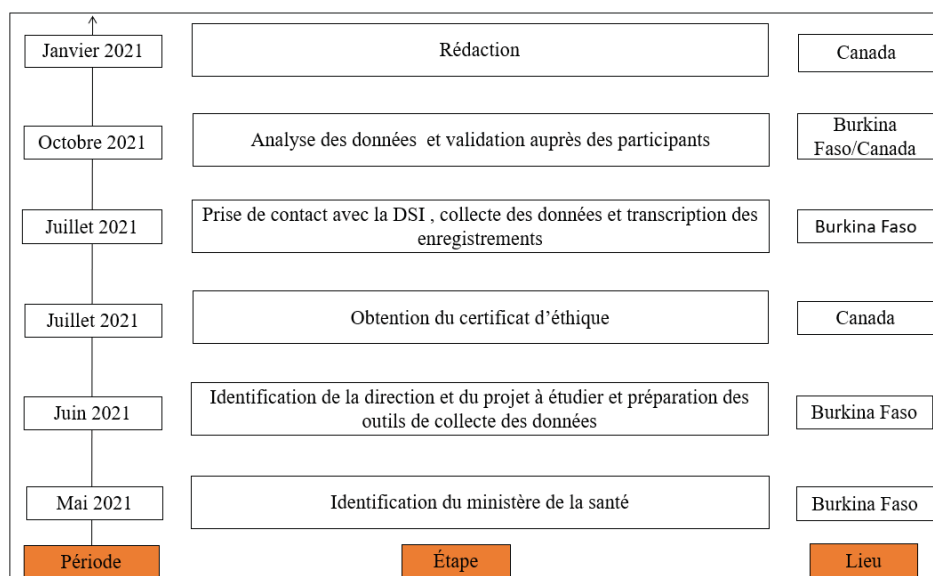 Janvier 2021
Rédaction
Canada
Octobre 2021
Analyse des données et validation auprès des participants
Burkina
Faso/Canada
Juillet 2021
Prise de contact avec la DSI , collecte des données et transcription des
enregistrements
Burkina Faso
Juillet 2021
Obtention du certificat d'éthique
Canada
Juin 2021
Identification de la direction et du projet à étudier et préparation des
outils de collecte des données
Burkina Faso
Mai 2021
Identification du ministère de la santé
Burkina Faso
Période
Étape
Lieu